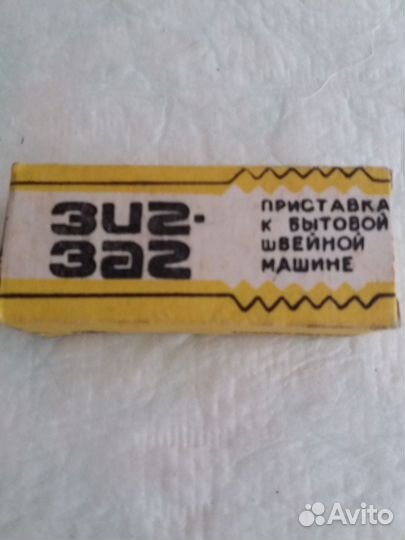 зиг-
заг
ПРИСТАВКА
К БЫТОВОЙ
ШВЕЙНОЙ
МАШИНЕ
Avito